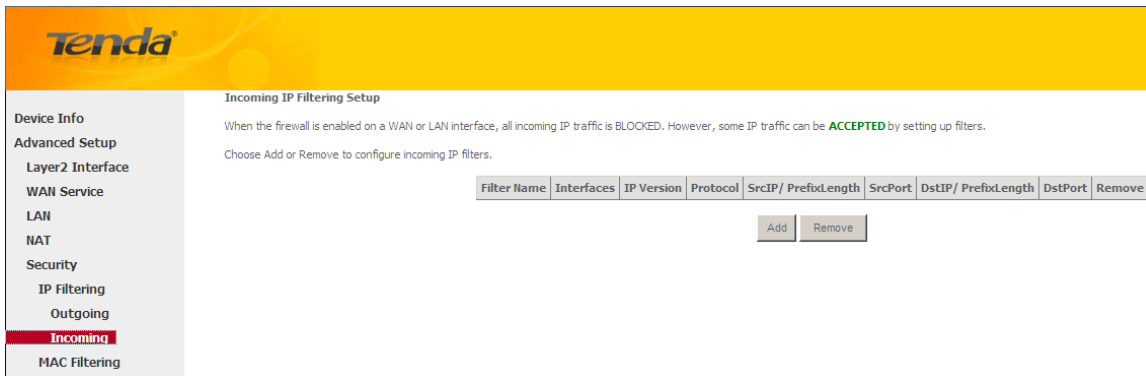 Tenda®
Device Info
Advanced Setup
Layer2 Interface
WAN Service
LAN
NAT
Security
IP Filtering
Outgoing
Incoming
MAC Filtering
Incoming IP Filtering Setup
When the firewall is enabled on a WAN or LAN interface, all incoming IP traffic is BLOCKED. However, some IP traffic can be ACCEPTED by setting up filters.
Choose Add or Remove to configure incoming IP filters.
Filter Name Interfaces IP Version Protocol SrcIP/ PrefixLength SrcPort DstIP/ PrefixLength DstPort Remove
Add Remove